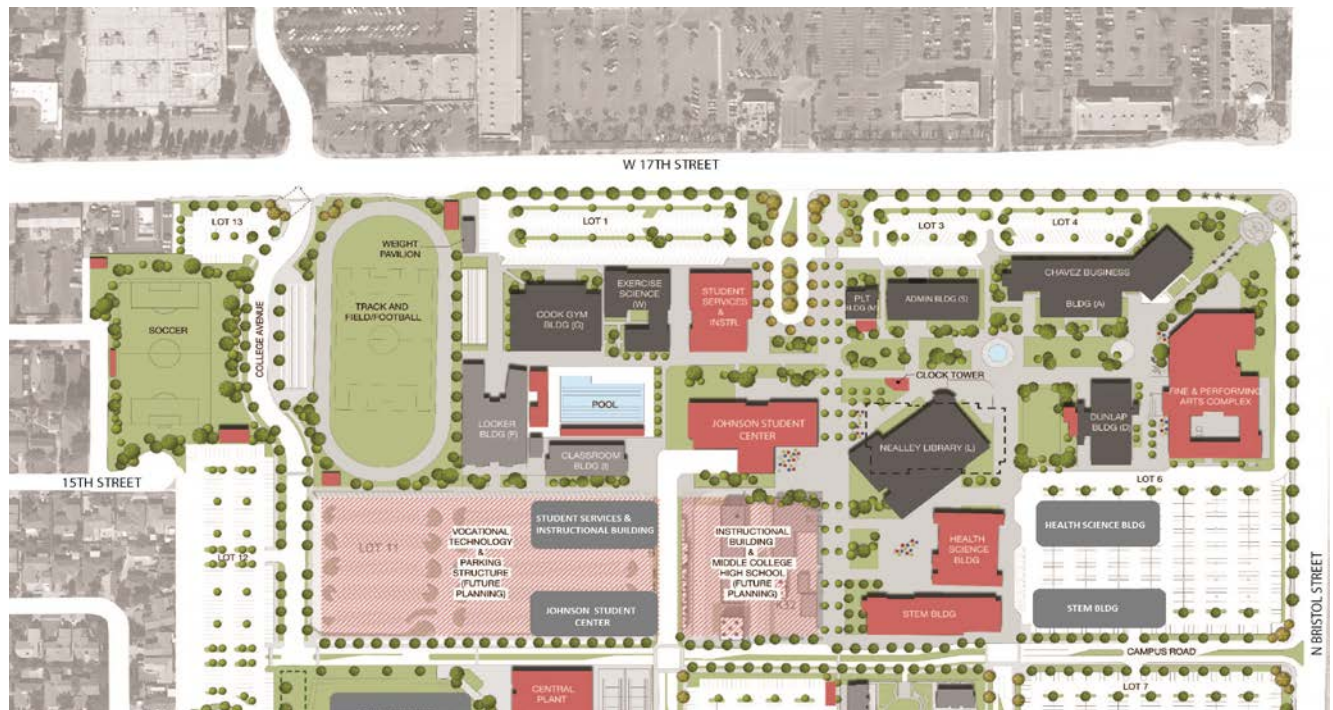 W 17TH STREET
LOT 13
LOT 1
LOT 3
LOT 4
WEIGHT
PAVILION
COLLEGE AVENUE
SOCCER
TRACK AND
FIELD/FOOTBALL
COOK GYM
BLDG (G)
EXERCISE
SCIENCE
(W)
STUDENT
SERVICES
&
INSTR.
PLT
BLDG (M)
ADMIN BLDG (S)
CHAVEZ BUSINESS
BLDG (A)
CLOCK TOWER
LOCKER
BLDG (F)
POOL
CLASSROOM
BLDG (I)
JOHNSON STUDENT
CENTER
NEALLEY LIBRARY (L)
DUNLAP
BLDG (D)
FINE & PERFORMING
ARTS COMPLEX
15TH STREET
LOT 12
LOT 11
VOCATIONAL
TECHNOLOGY
&
PARKING
STRUCTURE
(FUTURE
PLANNING)
STUDENT SERVICES &
INSTRUCTIONAL BUILDING
JOHNSON STUDENT
CENTER
INSTRUCTIONAL
BUILDING
&
MIDDLE COLLEGE
HIGH SCHOOL
(FUTURE
PLANNING)
HEALTH
SCIENCE
BLDG
STEM BLDG
LOT 6
HEALTH SCIENCE BLDG
STEM BLDG
N BRISTOL STREET
CAMPUS ROAD
CENTRAL
PLANT
LOT 7